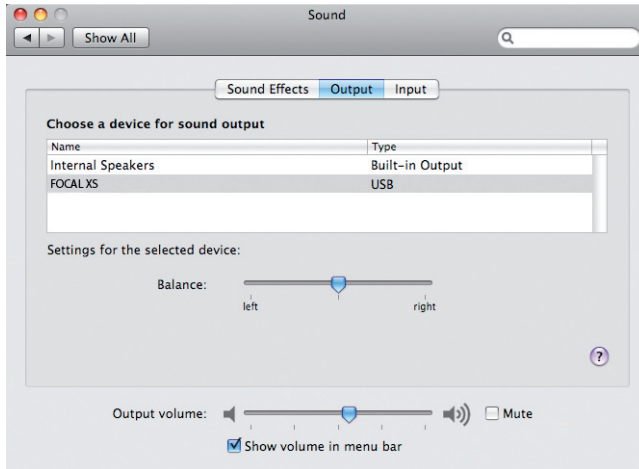 Sound
Show All
Sound Effects Output Input
Choose a device for sound output
Name Type
Internal Speakers Built-in Output
FOCAL XS USB
Settings for the selected device:
Balance:
left right
?
Output volume: Mute
Show volume in menu bar